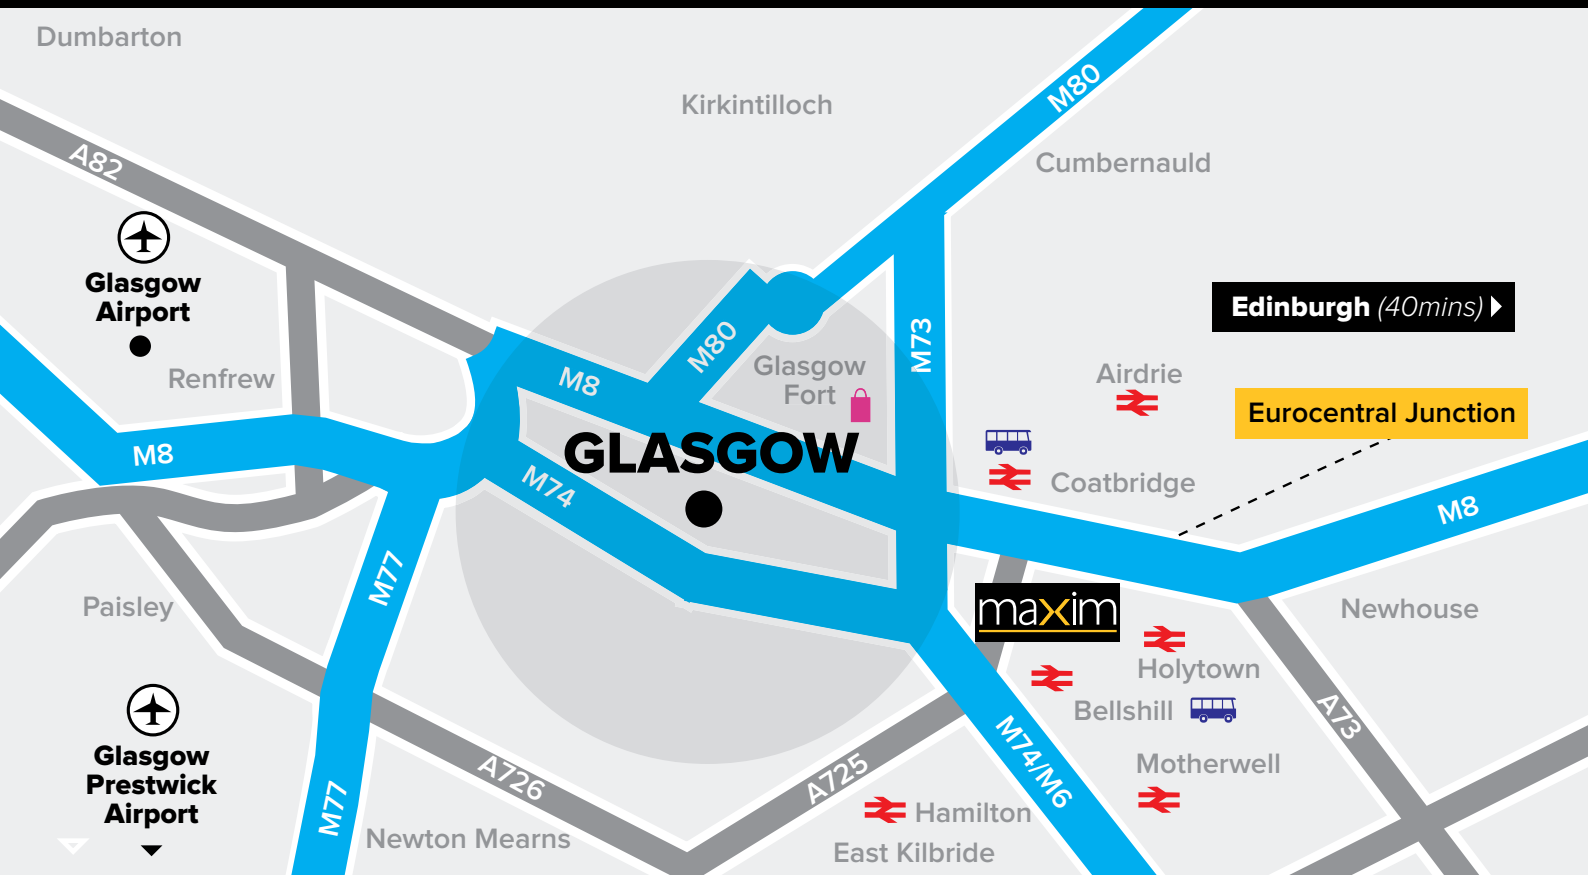 Dumbarton
Kirkintilloch
M80
Cumbernauld
A82
Glasgow
Airport
Renfrew
Edinburgh (40mins)
M80
M73
Glasgow
Fort
M8
Airdrie
Eurocentral Junction
GLASGOW
M8
M74
Coatbridge
M8
M77
Paisley
maxim
Newhouse
Holytown
Bellshill
A73
Glasgow
Prestwick
Airport
M77
A726
A725
M74/M6
Motherwell
Newton Mearns
Hamilton
East Kilbride